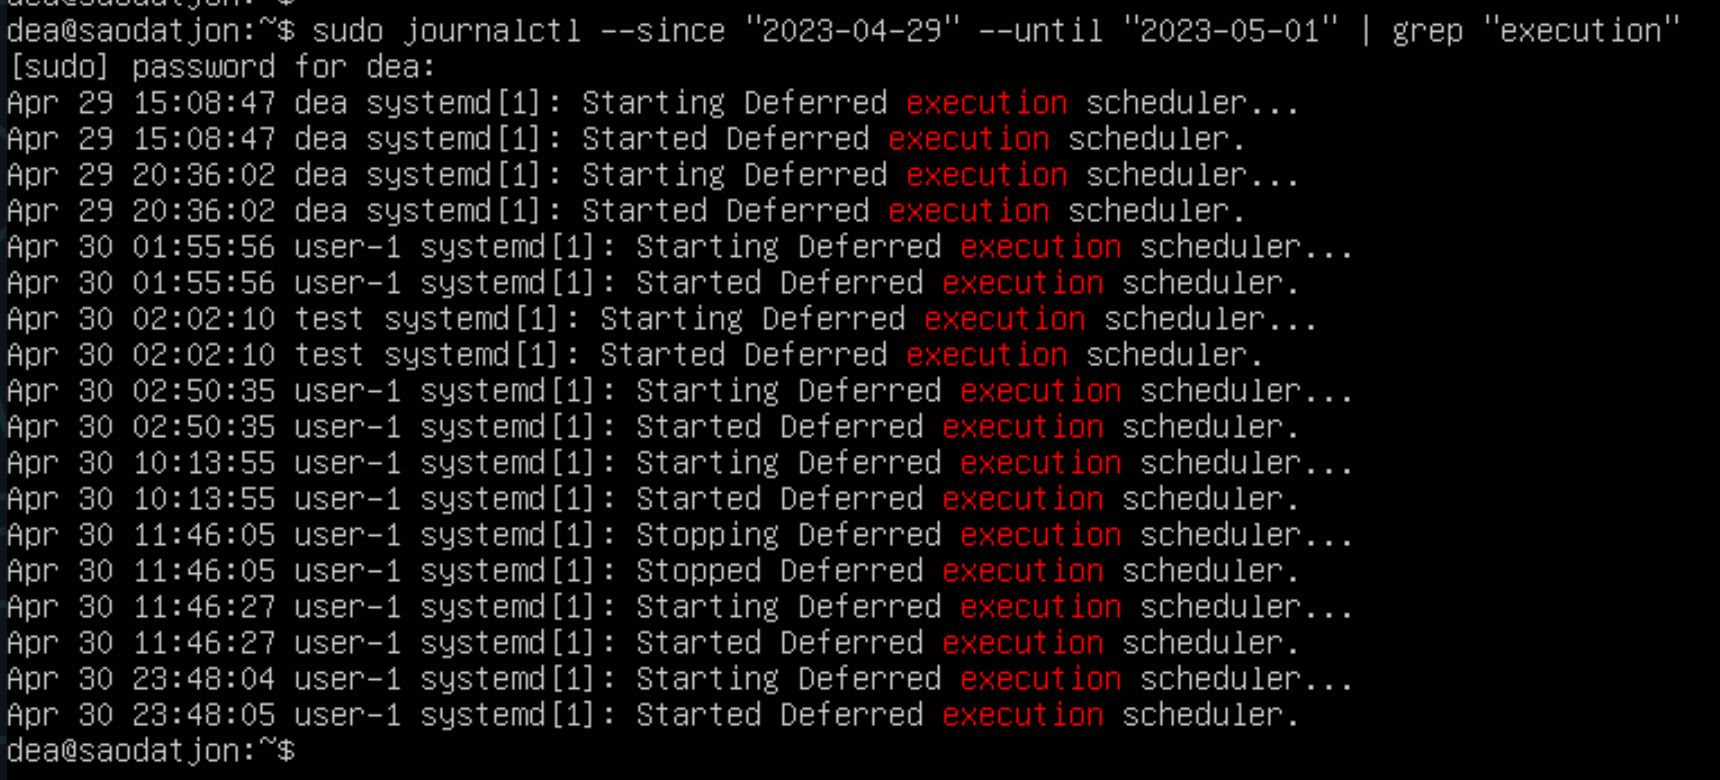 dea@saodatjon:~$
dea@saodatjon:~$ sudo journalctl --since "2023-04-29" --until "2023-05-01" | grep "execution"
[sudo] password for dea:
Apr 29 15:08:47 dea systemd[1]: Starting Deferred execution scheduler...
Apr 29 15:08:47 dea systemd[1]: Started Deferred execution scheduler.
Apr 29 20:36:02 dea systemd[1]: Starting Deferred execution scheduler...
Apr 29 20:36:02 dea systemd[1]: Started Deferred execution scheduler.
Apr 30 01:55:56 user-1 systemd[1]: Starting Deferred execution scheduler...
Apr 30 01:55:56 user-1 systemd[1]: Started Deferred execution scheduler.
Apr 30 02:02:10 test systemd[1]: Starting Deferred execution scheduler...
Apr 30 02:02:10 test systemd[1]: Started Deferred execution scheduler.
Apr 30 02:50:35 user-1 systemd[1]: Starting Deferred execution scheduler...
Apr 30 02:50:35 user-1 systemd[1]: Started Deferred execution scheduler.
Apr 30 10:13:55 user-1 systemd[1]: Starting Deferred execution scheduler...
Apr 30 10:13:55 user-1 systemd[1]: Started Deferred execution scheduler.
Apr 30 11:46:05 user-1 systemd[1]: Stopping Deferred execution scheduler...
Apr 30 11:46:05 user-1 systemd[1]: Stopped Deferred execution scheduler.
Apr 30 11:46:27 user-1 systemd[1]: Starting Deferred execution scheduler...
Apr 30 11:46:27 user-1 systemd[1]: Started Deferred execution scheduler.
Apr 30 23:48:04 user-1 systemd[1]: Starting Deferred execution scheduler...
Apr 30 23:48:05 user-1 systemd[1]: Started Deferred execution scheduler.
dea@saodatjon:~$